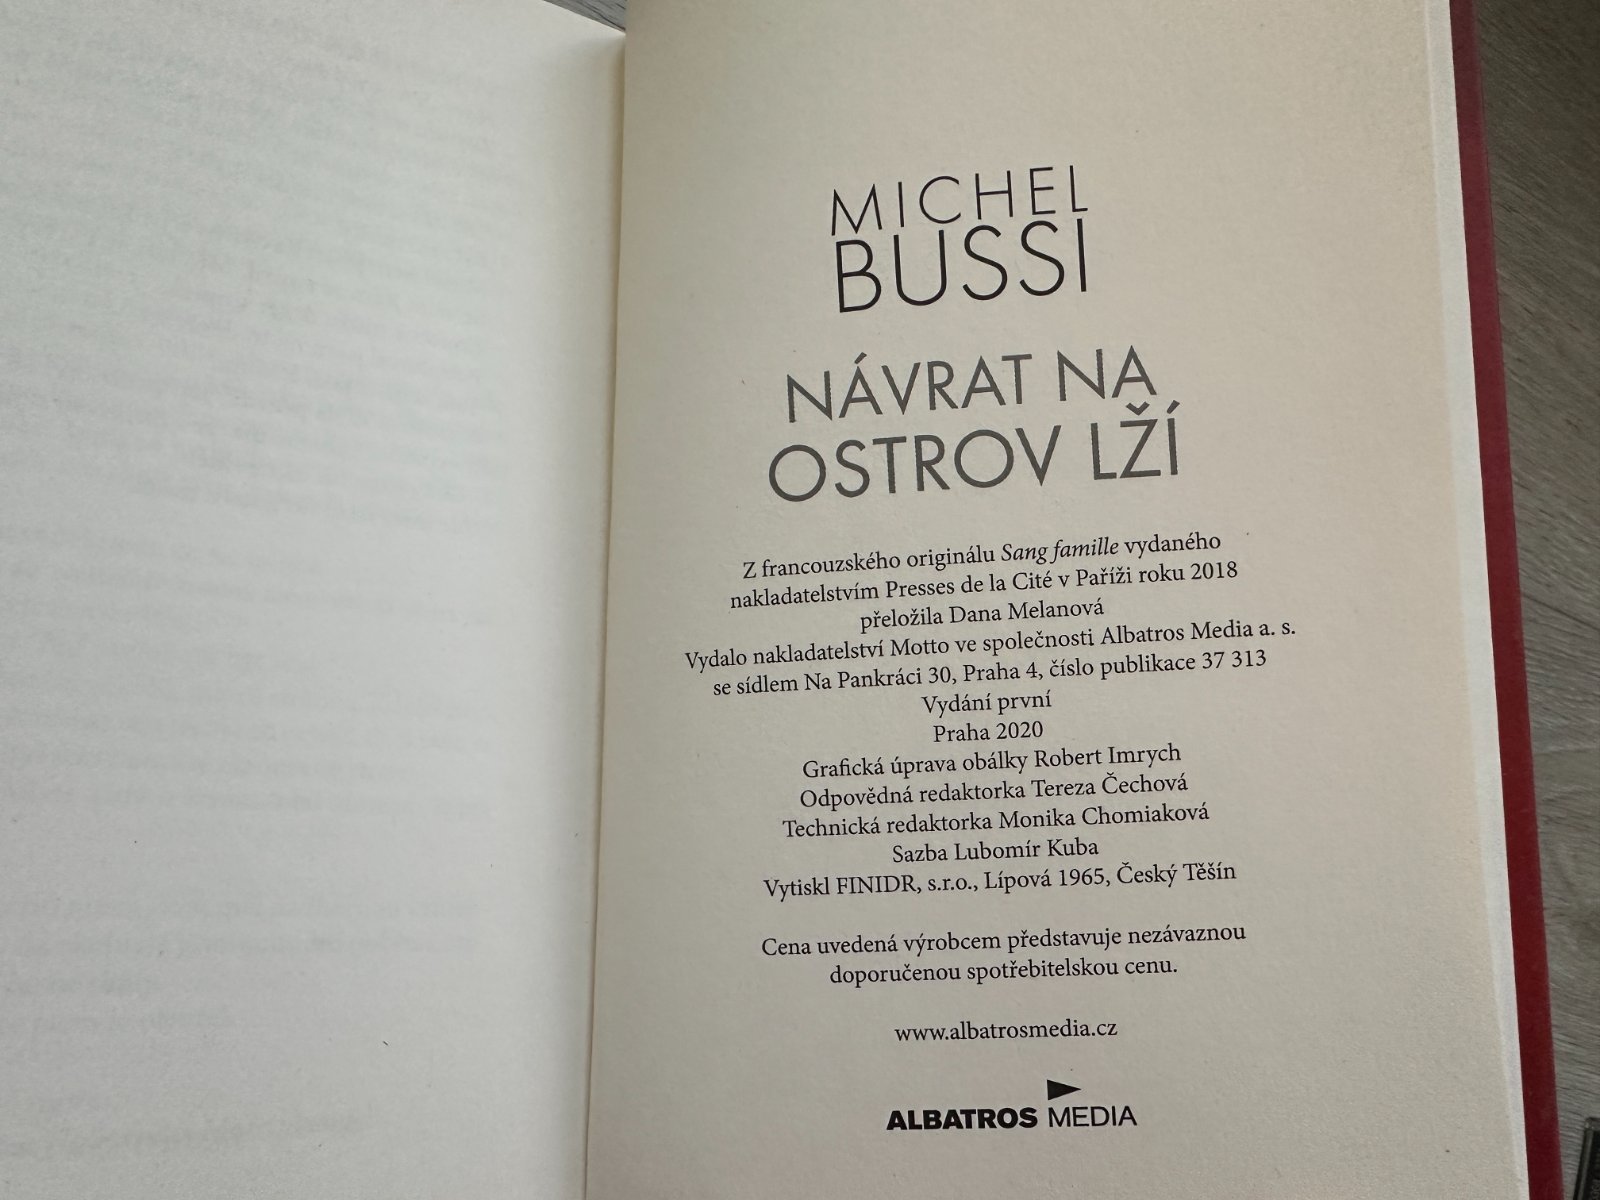 MICHEL
BUSSI
NÁVRAT NA
OSTROV LŽÍ
Z francouzského originálu Sang famille vydaného
nakladatelstvím Presses de la Cité v Paříži roku 2018
přeložila Dana Melanová
Vydalo nakladatelství Motto ve společnosti Albatros Media a. s.
se sídlem Na Pankráci 30, Praha 4, číslo publikace 37 313
Vydání první
Praha 2020
Grafická úprava obálky Robert Imrych
Odpovědná redaktorka Tereza Čechová
Technická redaktorka Monika Chomiaková
Sazba Lubomír Kuba
Vytiskl FINIDR, s.r.o., Lípová 1965, Český Těšín
Cena uvedená výrobcem představuje nezávaznou
doporučenou spotřebitelskou cenu.
www.albatrosmedia.cz
ALBATROS MEDIA